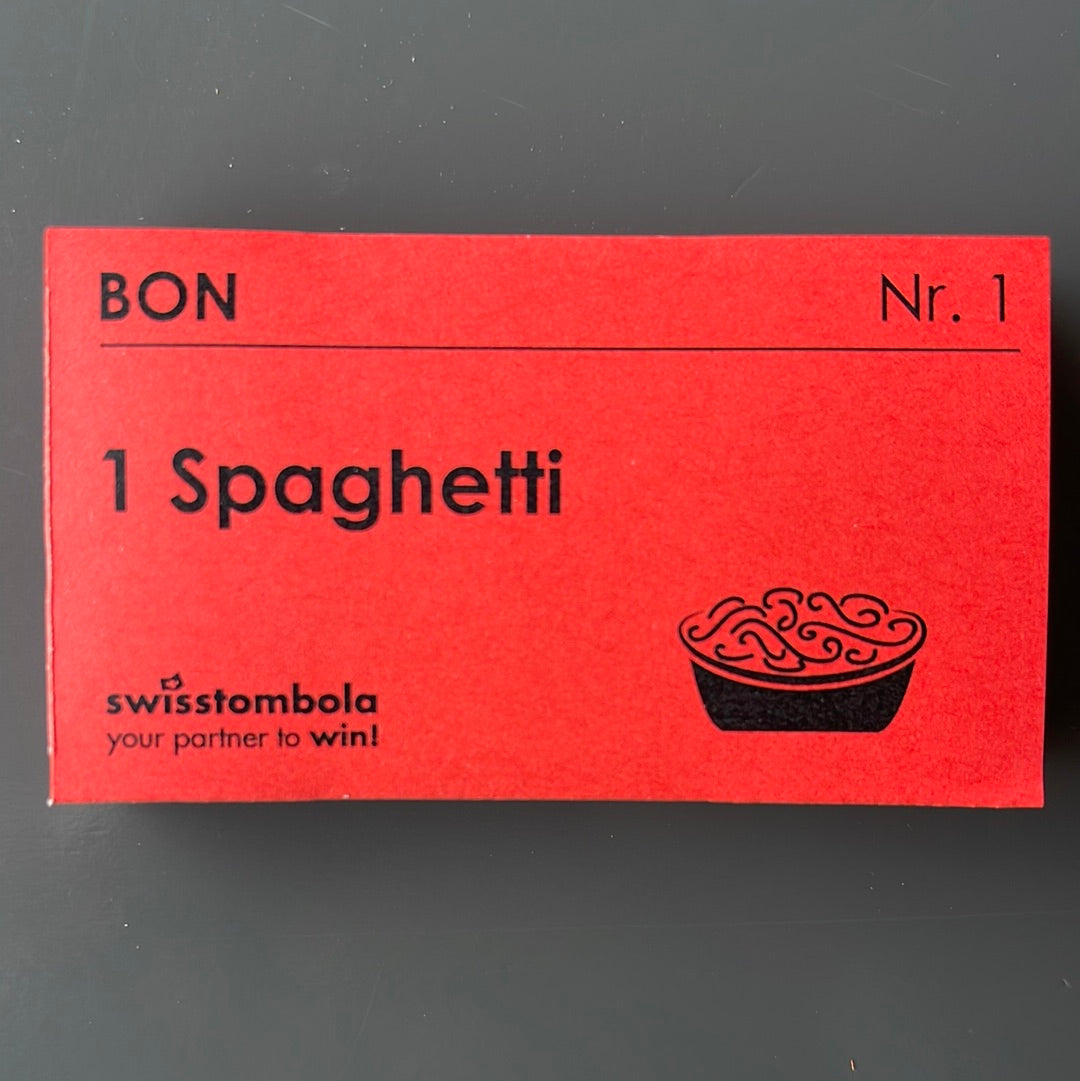 BON Nr. 1
1 Spaghetti
swisstombola
your partner to win!